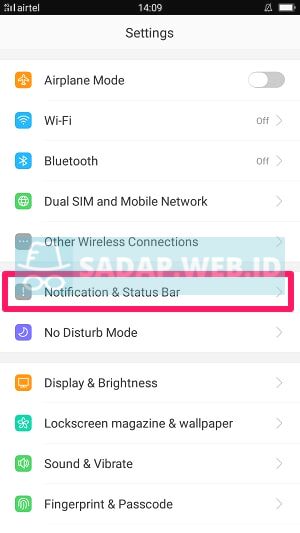 airtel 14:09
Settings
Airplane Mode
Wi-Fi Off
Bluetooth Off
Dual SIM and Mobile Network
Other Wireless Connections
SADAP.WEB.ID
Notification & Status Bar
No Disturb Mode
Display & Brightness
Lockscreen magazine & wallpaper
Sound & Vibrate
Fingerprint & Passcode